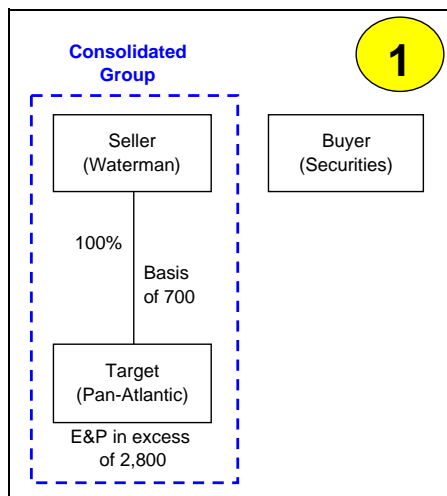 Consolidated
Group
1
Seller
(Waterman)
Buyer
(Securities)
100%
Basis
of 700
Target
(Pan-Atlantic)
E&P in excess
of 2,800